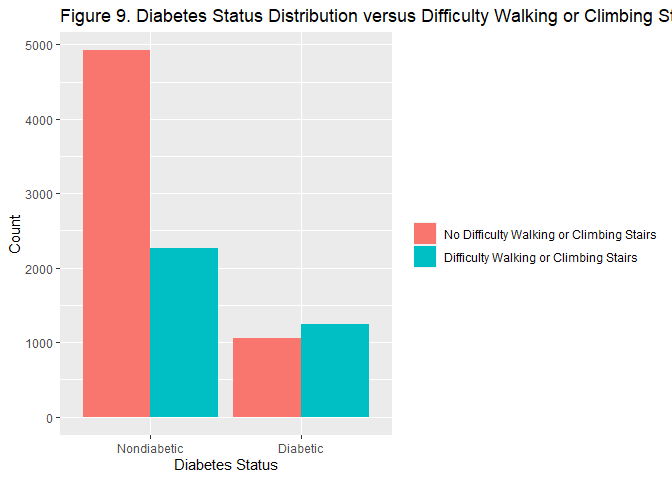 Figure 9. Diabetes Status Distribution versus Difficulty Walking or Climbing
5000
4000
3000
2000
1000
0
Count
Nondiabetic
Diabetic
Diabetes Status
No Difficulty Walking or Climbing Stairs
Difficulty Walking or Climbing Stairs